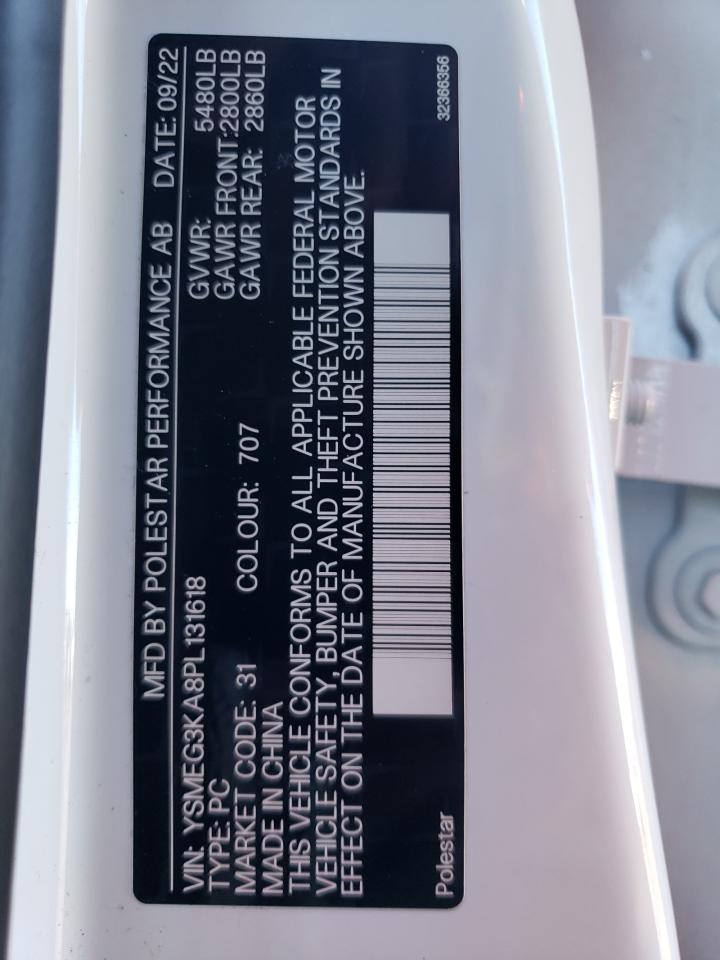 MFD BY POLESTAR PERFORMANCE AB DATE: 09/22
VIN: YSMEG3KA8PL131618 GVWR: 5480LB
TYPE: PC GAWR FRONT:2800LB
MARKET CODE: 31 COLOUR: 707 GAWR REAR: 2860LB
MADE IN CHINA
THIS VEHICLE CONFORMS TO ALL APPLICABLE FEDERAL MOTOR
VEHICLE SAFETY, BUMPER AND THEFT PREVENTION STANDARDS IN
EFFECT ON THE DATE OF MANUFACTURE SHOWN ABOVE.
Polestar 32366356